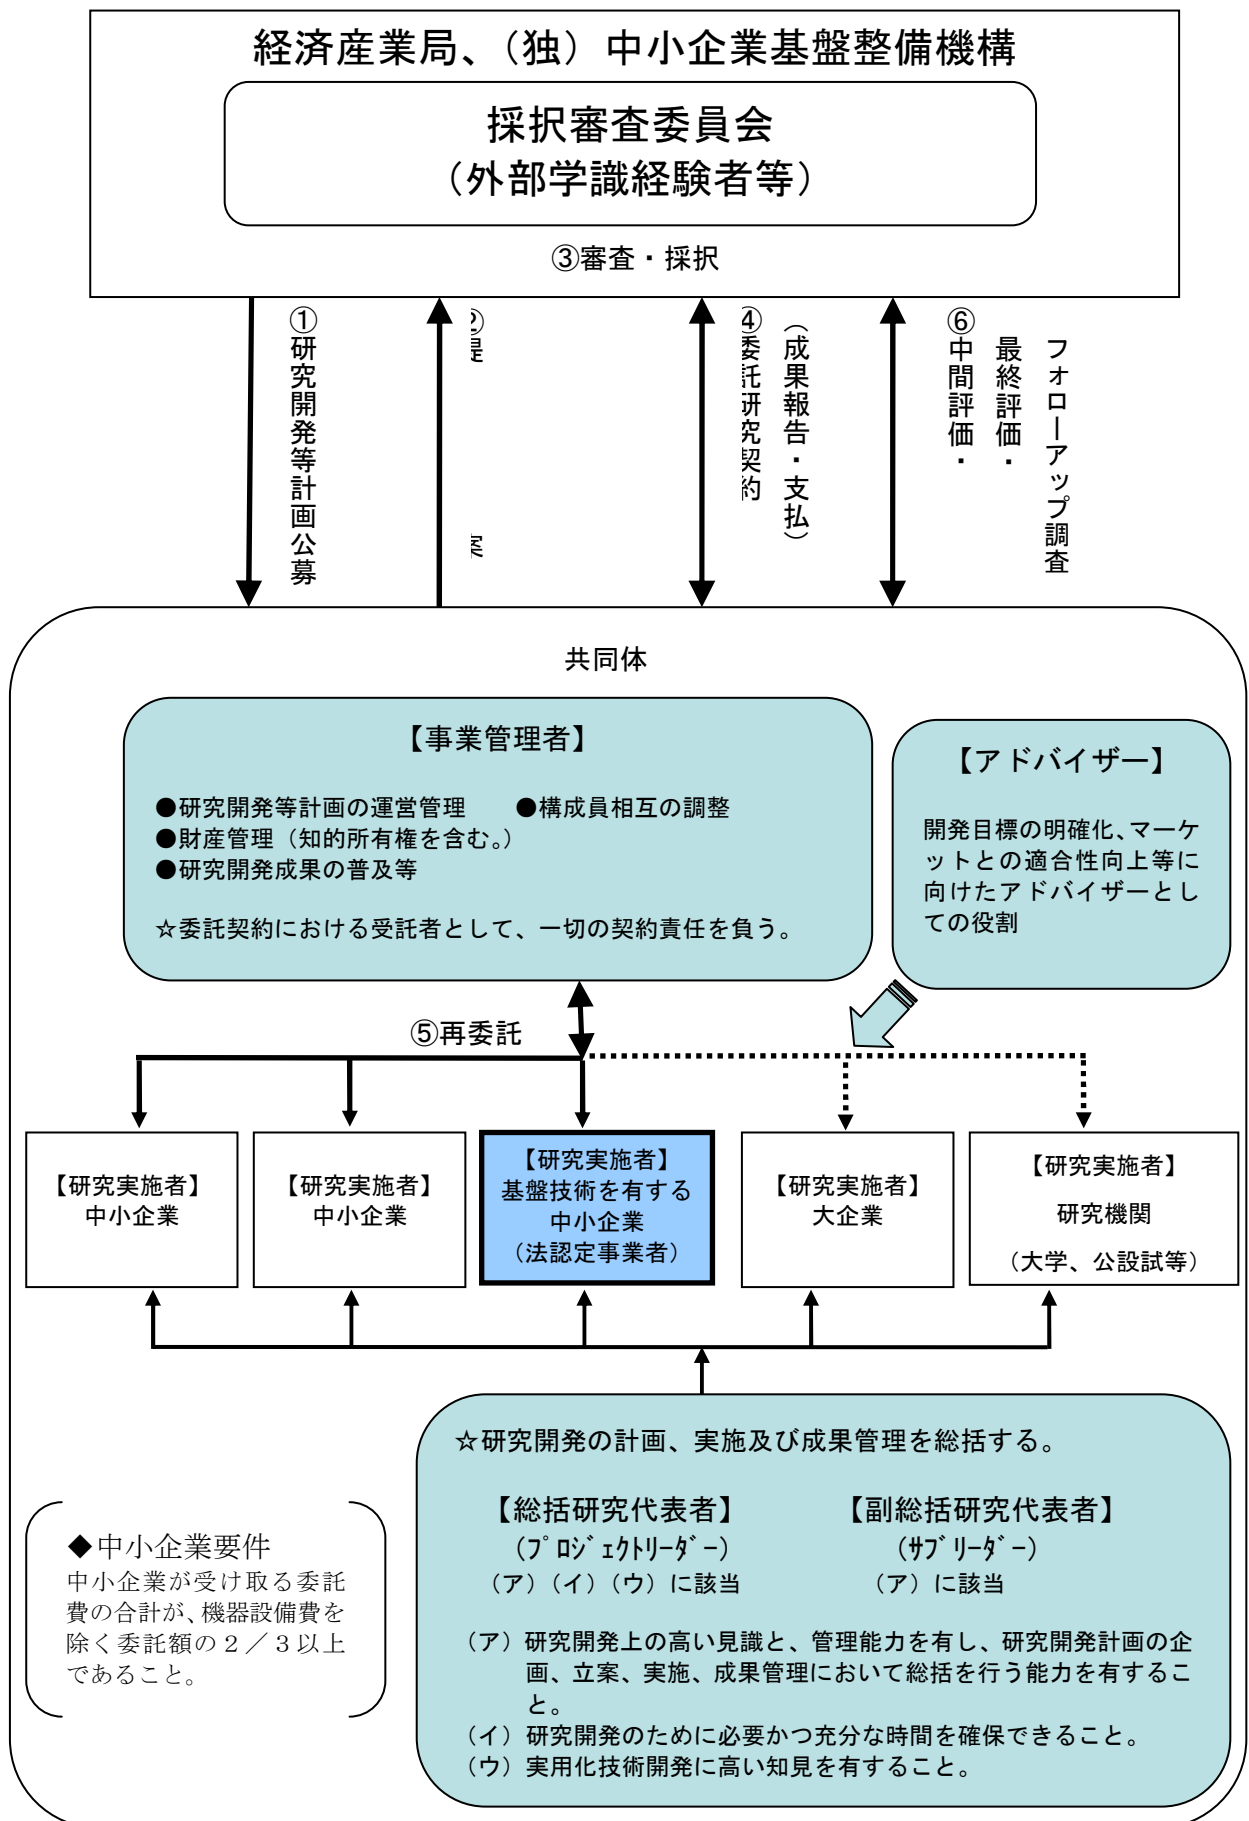 経済産業局、（独）中小企業基盤整備機構
採択審査委員会
（外部学識経験者等）
③審査・採択
①研究開発等計画公募
②
④委託研究契約
（成果報告・支払）
⑥中間評価・
最終評価・
フォローアップ調査
共同体
【事業管理者】
●研究開発等計画の運営管理　●構成員相互の調整
●財産管理（知的所有権を含む。）
●研究開発成果の普及等
☆委託契約における受託者として、一切の契約責任を負う。
【アドバイザー】
開発目標の明確化、マーケ
ットとの適合性向上等に
向けたアドバイザーとし
ての役割
⑤再委託
【研究実施者】
中小企業
【研究実施者】
中小企業
【研究実施者】
基盤技術を有する
中小企業
（法認定事業者）
【研究実施者】
大企業
【研究実施者】
研究機関
（大学、公設試等）
☆研究開発の計画、実施及び成果管理を総括する。
【総括研究代表者】
（ﾌﾟﾛｼﾞｪｸﾄﾘｰﾀﾞｰ）
（ア）（イ）（ウ）に該当
【副総括研究代表者】
（ｻﾌﾞﾘｰﾀﾞｰ）
（ア）に該当
（ア）研究開発上の高い見識と、管理能力を有し、研究開発計画の企
画、立案、実施、成果管理において総括を行う能力を有するこ
と。
（イ）研究開発のために必要かつ充分な時間を確保できること。
（ウ）実用化技術開発に高い知見を有すること。
◆中小企業要件
中小企業が受け取る委託
費の合計が、機器設備費を
除く委託額の２／３以上
であること。